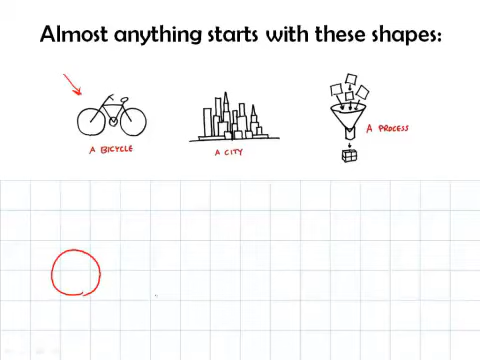 Almost anything starts with these shapes:
A BICYCLE
A CITY
A PROCESS